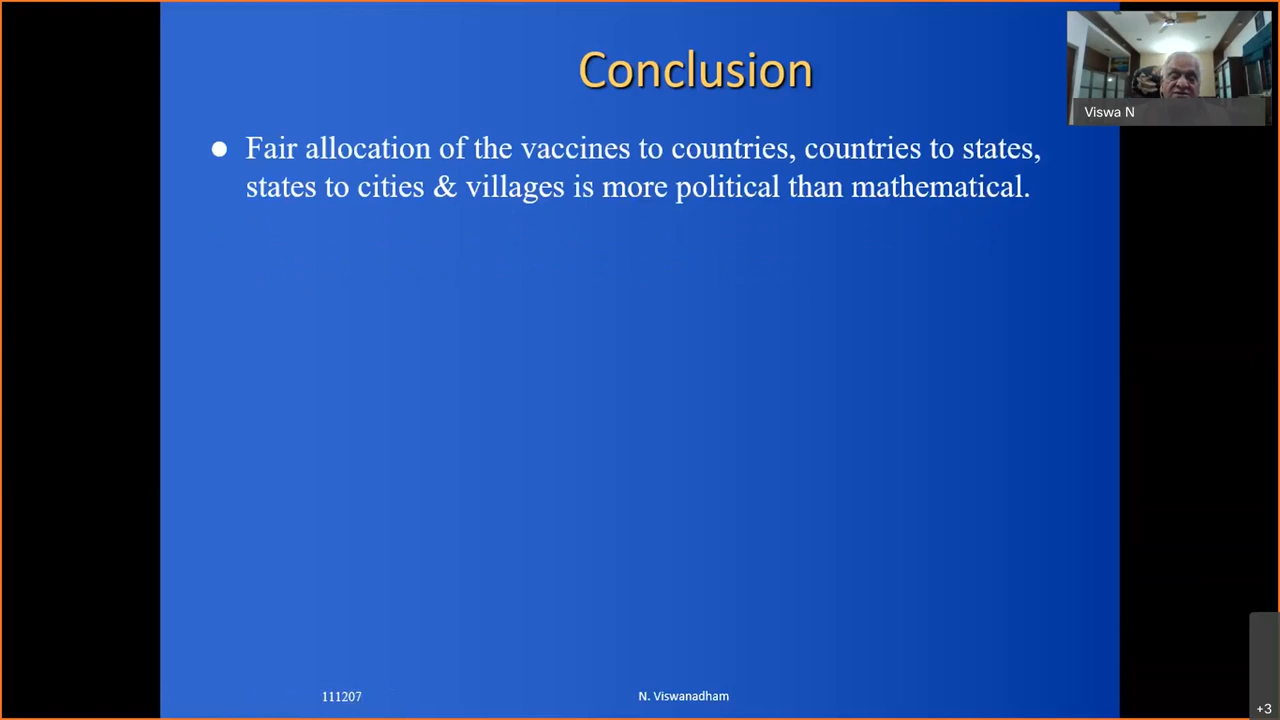 Conclusion
Viswa N
● Fair allocation of the vaccines to countries, countries to states,
states to cities & villages is more political than mathematical.
111207
N. Viswanadham
+3